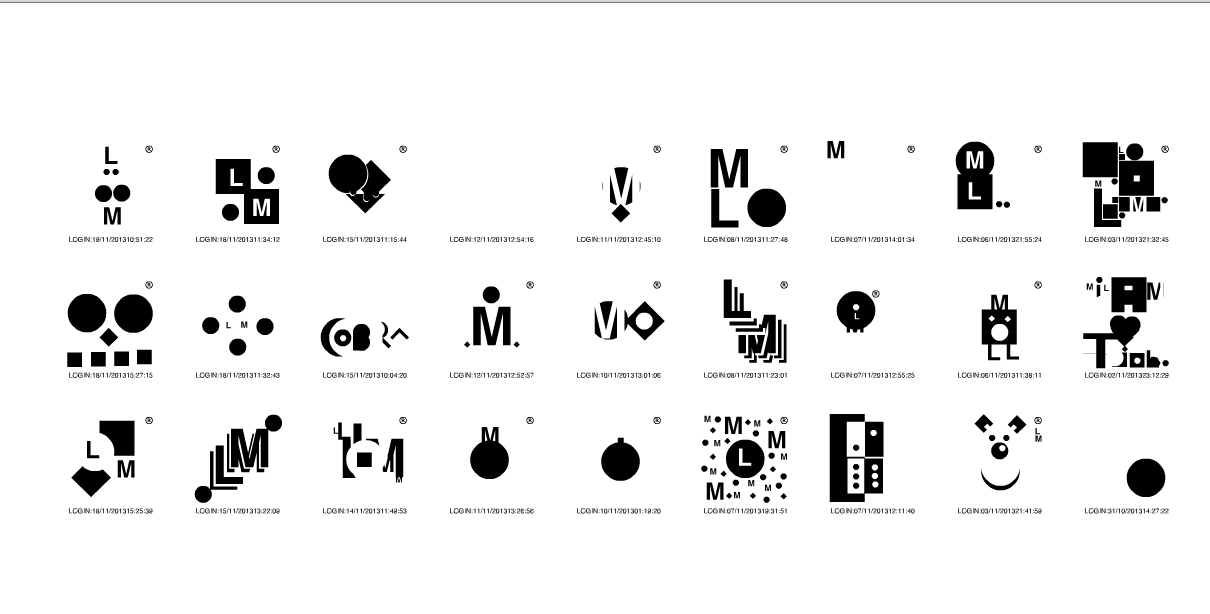 L ® M
LOGIN:19/11/201310:51:22
L M ®
LOGIN:18/11/201311:34:12
®
LOGIN:15/11/201311:15:44
LOGIN:12/11/201312:54:16
M ®
LOGIN:11/11/201312:45:10
M ®
L
LOGIN:08/11/201311:27:48
M ®
LOGIN:07/11/201314:01:34
M ®
L
LOGIN:06/11/201321:55:24
L ®
M
L M
LOGIN:03/11/201321:32:45
®
LOGIN:18/11/201315:27:15
L M ®
LOGIN:18/11/201311:32:43
LOGIN:15/11/201310:04:20
M ®
LOGIN:12/11/201312:52:57
®
LOGIN:10/11/201313:01:06
L ®
M
LOGIN:08/11/201311:23:01
®
L
LOGIN:07/11/201312:55:25
M ®
L L
LOGIN:06/11/201311:38:11
M i L A M
T Job.
LOGIN:02/11/201323:12:29
®
L
M
LOGIN:18/11/201315:25:39
M
L
LOGIN:15/11/201313:22:09
L ®
M
LOGIN:14/11/201311:49:53
M ®
LOGIN:11/11/201313:26:56
®
LOGIN:10/11/201301:19:20
M M M ®
M L M
M M
M M M
LOGIN:07/11/201319:31:51
LOGIN:07/11/201312:11:40
®
L
M
LOGIN:03/11/201321:41:59
LOGIN:31/10/201314:27:22